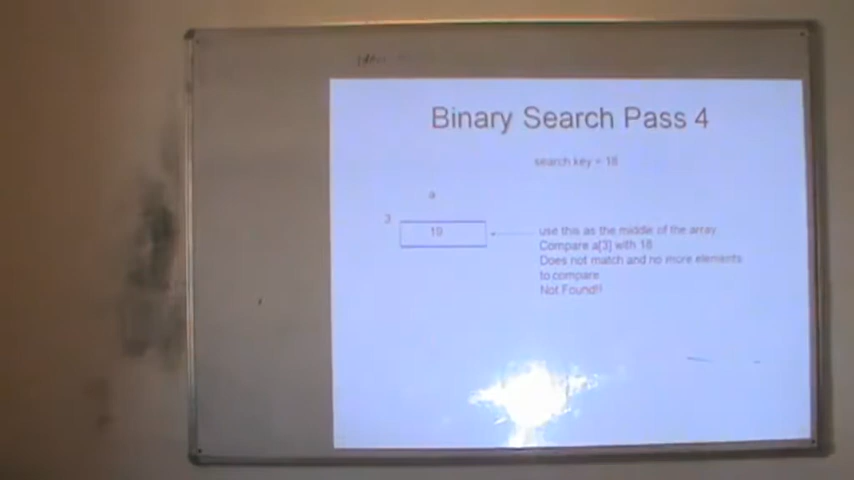 Binary Search Pass 4
search key = 18
a
3
19
use this as the middle of the array
Compare a[3] with 18
Does not match and no more elements
to compare
Not Found!!